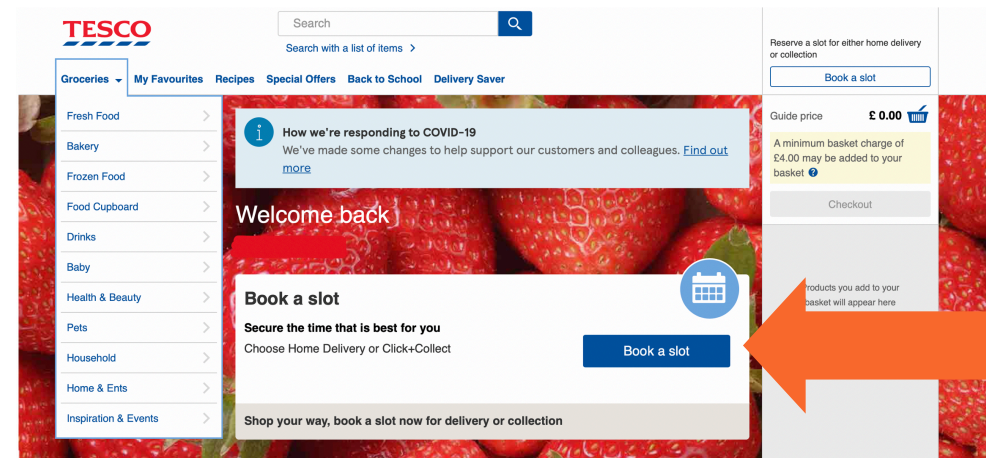 TESCO
Search
Search with a list of items >
Groceries
My Favourites
Recipes
Special Offers
Back to School
Delivery Saver
Reserve a slot for either home delivery
or collection
Book a slot
Guide price
£ 0.00
A minimum basket charge of
£4.00 may be added to your
basket ?
Checkout
Fresh Food
Bakery
Frozen Food
Food Cupboard
Drinks
Baby
Health & Beauty
Pets
Household
Home & Ents
Inspiration & Events
i
How we're responding to COVID-19
We've made some changes to help support our customers and colleagues. Find out
more
Welcome back
Book a slot
Secure the time that is best for you
Choose Home Delivery or Click+Collect
Book a slot
Shop your way, book a slot now for delivery or collection
you add to your
basket will appear here